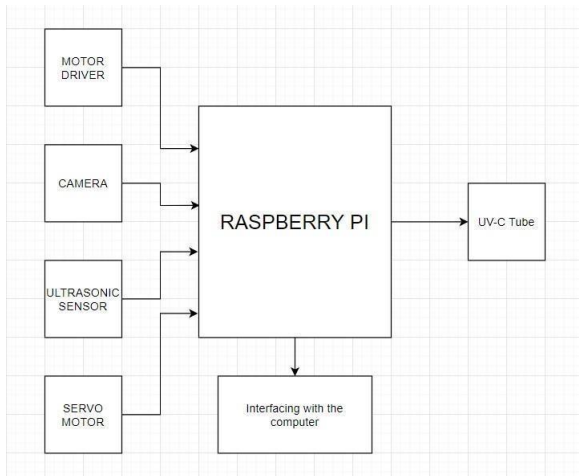 MOTOR
DRIVER
CAMERA
RASPBERRY PI
UV-C Tube
ULTRASONIC
SENSOR
SERVO
MOTOR
Interfacing with the
computer